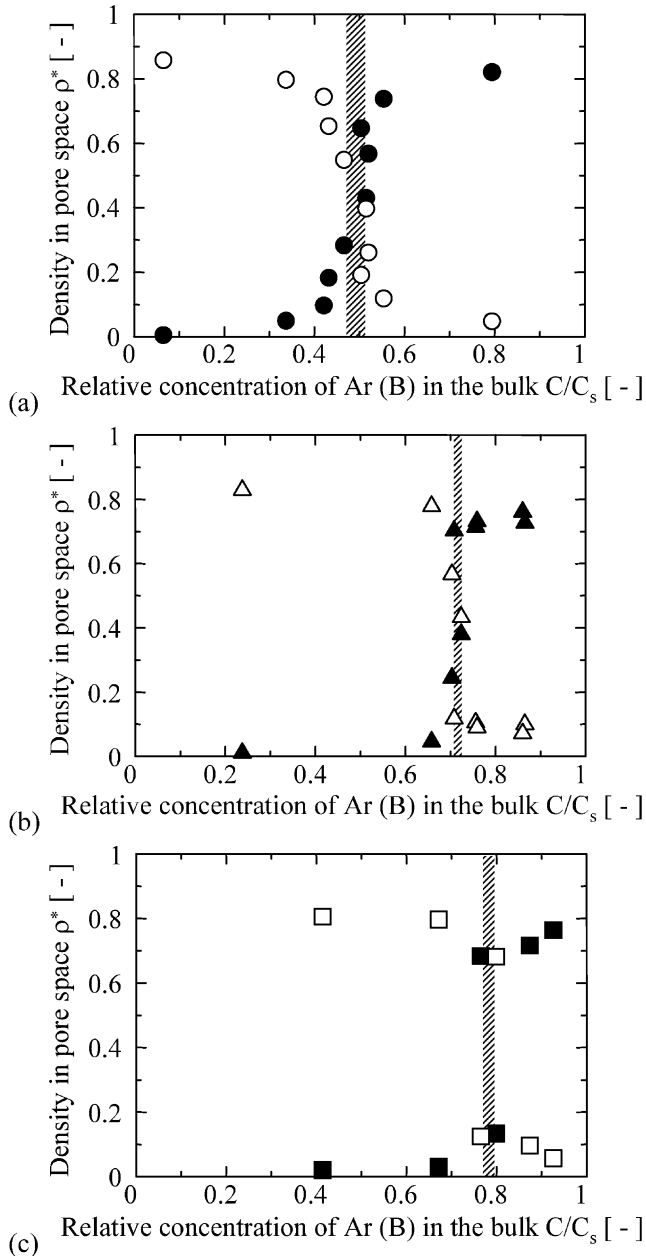 1
0.8
0.6
0.4
0.2
0
Density in pore space ρ* [ - ]
0 0.2 0.4 0.6 0.8 1
(a) Relative concentration of Ar (B) in the bulk C/Cs [ - ]
1
0.8
0.6
0.4
0.2
0
Density in pore space ρ* [ - ]
0 0.2 0.4 0.6 0.8 1
(b) Relative concentration of Ar (B) in the bulk C/Cs [ - ]
1
0.8
0.6
0.4
0.2
0
Density in pore space ρ* [ - ]
0 0.2 0.4 0.6 0.8 1
(c) Relative concentration of Ar (B) in the bulk C/Cs [ - ]